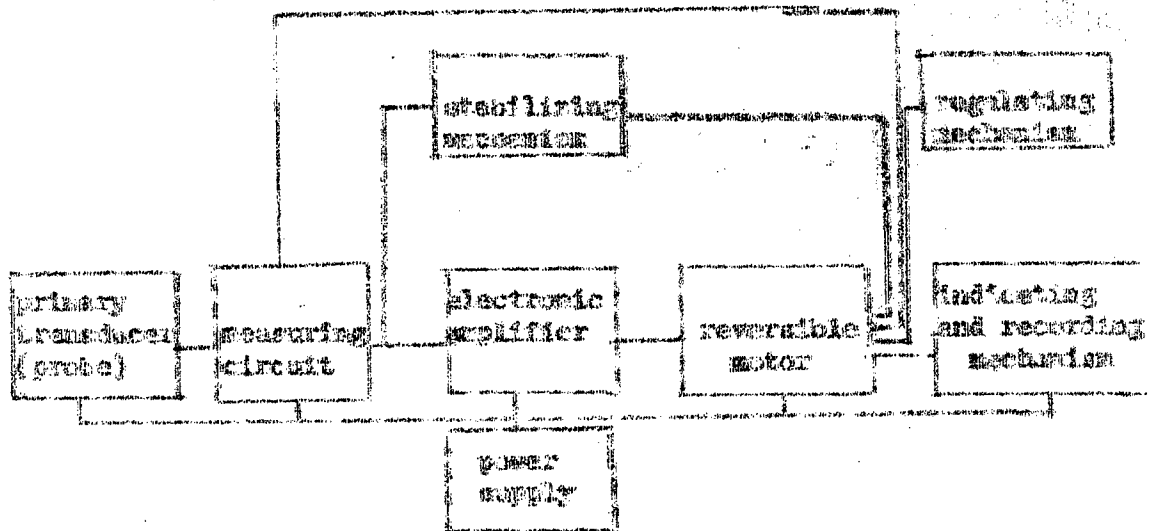 stabilizing
mechanism
regulating
mechanism
primary
transducer
(probe)
measuring
circuit
electronic
amplifier
reversible
motor
indicating
and recording
mechanism
power
supply